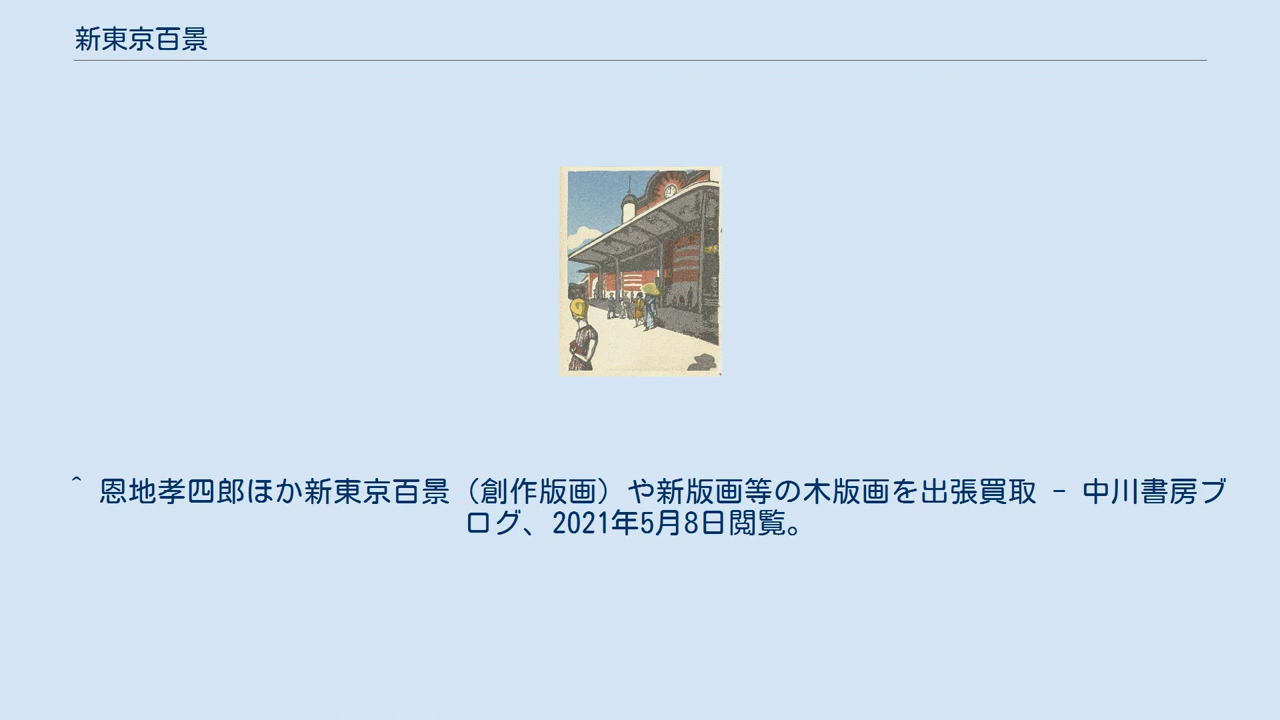 新東京百景
^ 恩地孝四郎ほか新東京百景（創作版画）や新版画等の木版画を出張買取 - 中川書房ブ
ログ、2021年5月8日閲覧。